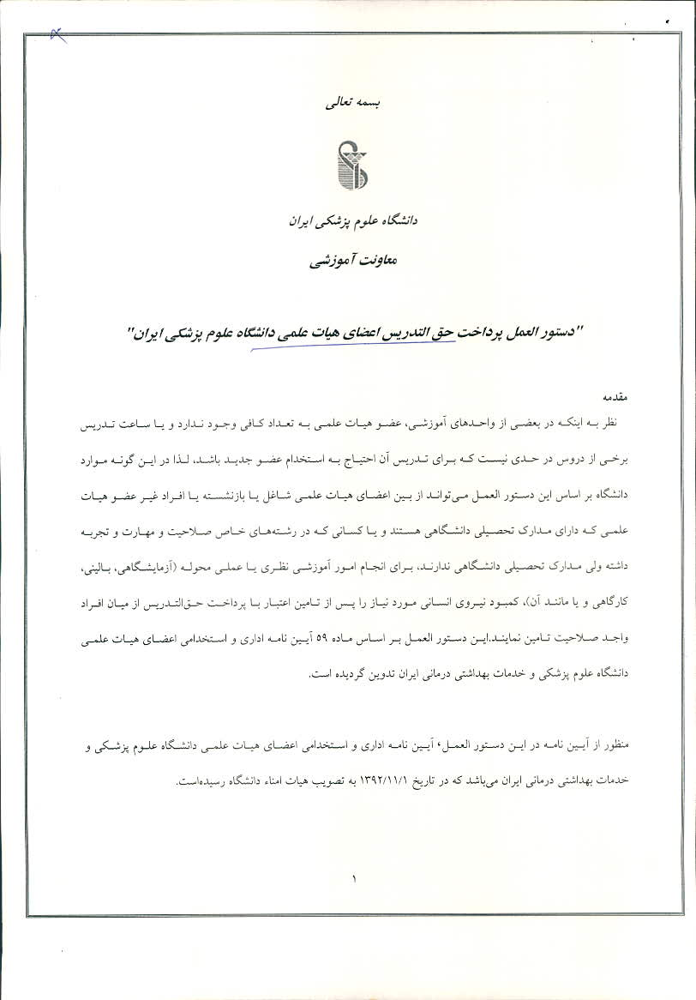 بسمه تعالی
دانشگاه علوم پزشکی ایران
معاونت آموزشی
"دستور العمل پرداخت حق التدریس اعضای هیات علمی دانشگاه علوم پزشکی ایران"
مقدمه
نظر به اینکه در بعضی از واحدهای آموزشی، عضو هیات علمی به تعداد کافی وجود ندارد و یا ساعت تدریس
برخی از دروس در حدی نیست که برای تدریس آن احتیاج به استخدام عضو جدید باشد، لذا در این گونه موارد
دانشگاه بر اساس این دستور العمل می‌تواند از بین اعضای هیات علمی شاغل یا بازنشسته یا افراد غیر عضو هیات
علمی که دارای مدارک تحصیلی دانشگاهی هستند و یا کسانی که در رشته‌های خاص صلاحیت و مهارت و تجربه
داشته ولی مدارک تحصیلی دانشگاهی ندارند، برای انجام امور آموزشی نظری یا عملی محوله (آزمایشگاهی، بالینی،
کارگاهی و یا مانند آن)، کمبود نیروی انسانی مورد نیاز را پس از تامین اعتبار با پرداخت حق‌التدریس از میان افراد
واجد صلاحیت تامین نمایند.این دستور العمل بر اساس ماده ۵۹ آیین نامه اداری و استخدامی اعضای هیات علمی
دانشگاه علوم پزشکی و خدمات بهداشتی درمانی ایران تدوین گردیده است.
منظور از آیین نامه در این دستور العمل، آیین نامه اداری و استخدامی اعضای هیات علمی دانشگاه علوم پزشکی و
خدمات بهداشتی درمانی ایران می‌باشد که در تاریخ ۱۳۹۲/۱۱/۱ به تصویب هیات امناء دانشگاه رسیده‌است.
۱